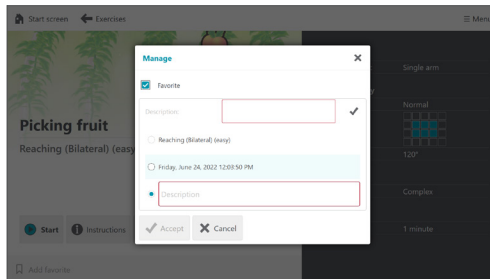 Start screen
Exercises
Menu
Manage
Favorite
Description
Reaching (Bilateral) (easy)
Friday, June 24, 2022 12:03:50 PM
Description
Accept
Cancel
Picking fruit
Reaching (Bilateral) (easy
Start
Instructions
Add favorite
Single arm
y
Normal
120°
Complex
1 minute